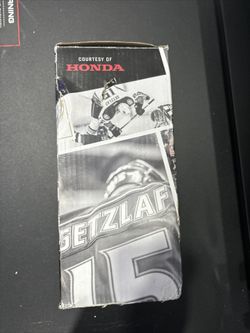 COURTESY OF
HONDA
GETZLAF
15